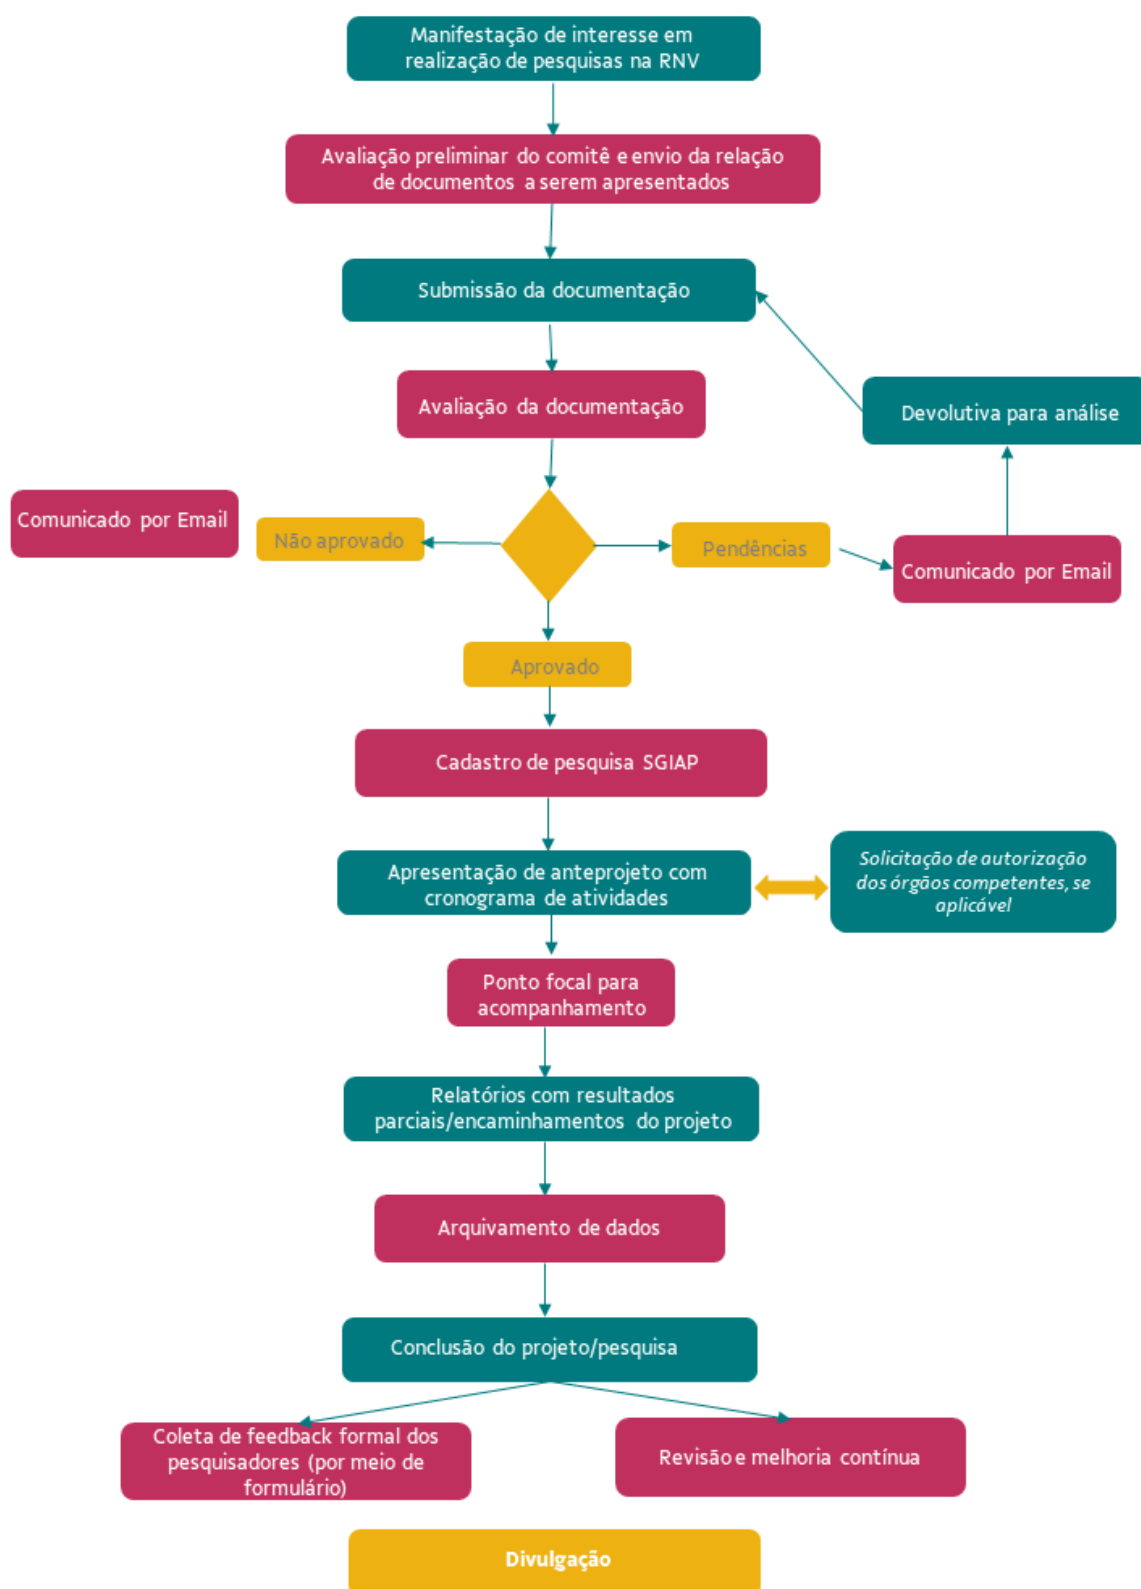 Manifestação de interesse em
realização de pesquisas na RNV
Avaliação preliminar do comitê e envio da relação
de documentos a serem apresentados
Submissão da documentação
Avaliação da documentação
Devolutiva para análise
Comunicado por Email
Não aprovado
Pendências
Comunicado por Email
Aprovado
Cadastro de pesquisa SGIAP
Apresentação de anteprojeto com
cronograma de atividades
Solicitação de autorização
dos órgãos competentes, se
aplicável
Ponto focal para
acompanhamento
Relatórios com resultados
parciais/encaminhamentos do projeto
Arquivamento de dados
Conclusão do projeto/pesquisa
Coleta de feedback formal dos
pesquisadores (por meio de
formulário)
Revisão e melhoria contínua
Divulgação